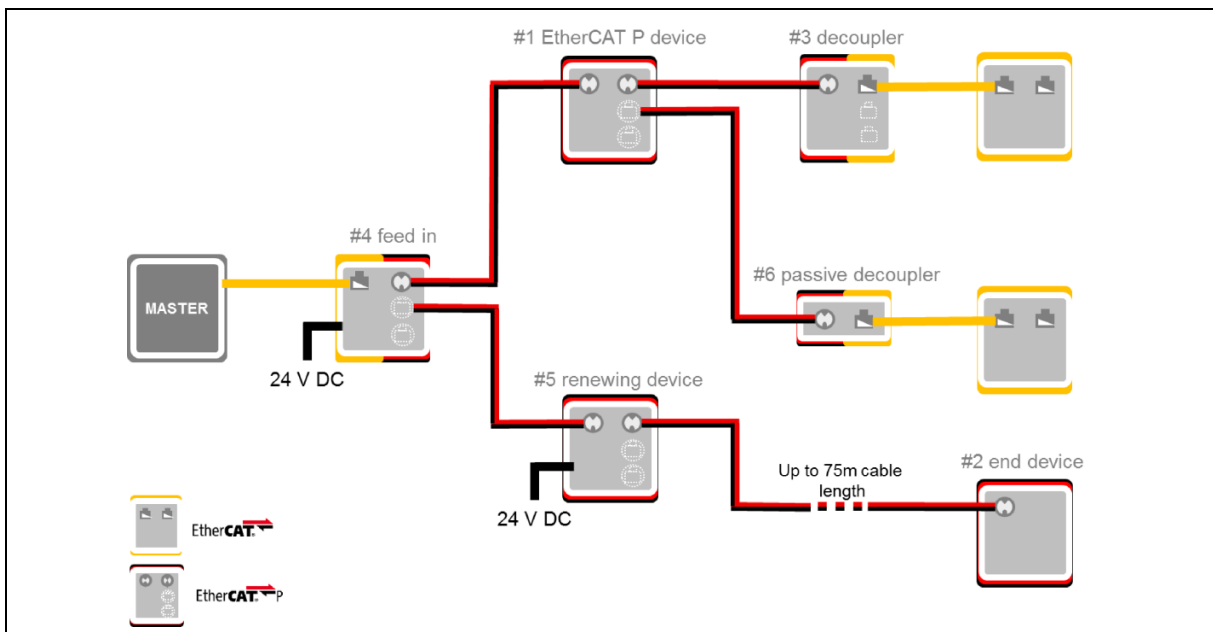 #1 EtherCAT P device
#3 decoupler
#4 feed in
MASTER
#6 passive decoupler
24 V DC
#5 renewing device
Up to 75m cable
length
#2 end device
24 V DC
EtherCAT®
EtherCAT®P